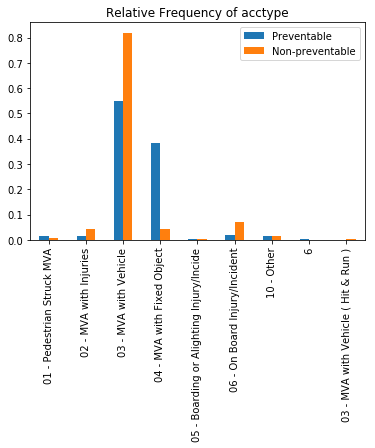 Relative Frequency of acctype
Preventable
Non-preventable
0.8
0.7
0.6
0.5
0.4
0.3
0.2
0.1
0.0
01 - Pedestrian Struck MVA
02 - MVA with Injuries
03 - MVA with Vehicle
04 - MVA with Fixed Object
05 - Boarding or Alighting Injury/Incide
06 - On Board Injury/Incident
10 - Other
6
03 - MVA with Vehicle ( Hit & Run )